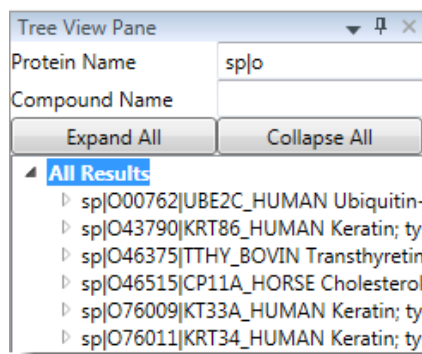 Tree View Pane
Protein Name sp|o
Compound Name
Expand All Collapse All
All Results
sp|O00762|UBE2C_HUMAN Ubiquitin-
sp|O43790|KRT86_HUMAN Keratin; ty
sp|O46375|TTHY_BOVIN Transthyretin
sp|O46515|CP11A_HORSE Cholesterol
sp|O76009|KT33A_HUMAN Keratin; ty
sp|O76011|KRT34_HUMAN Keratin; ty